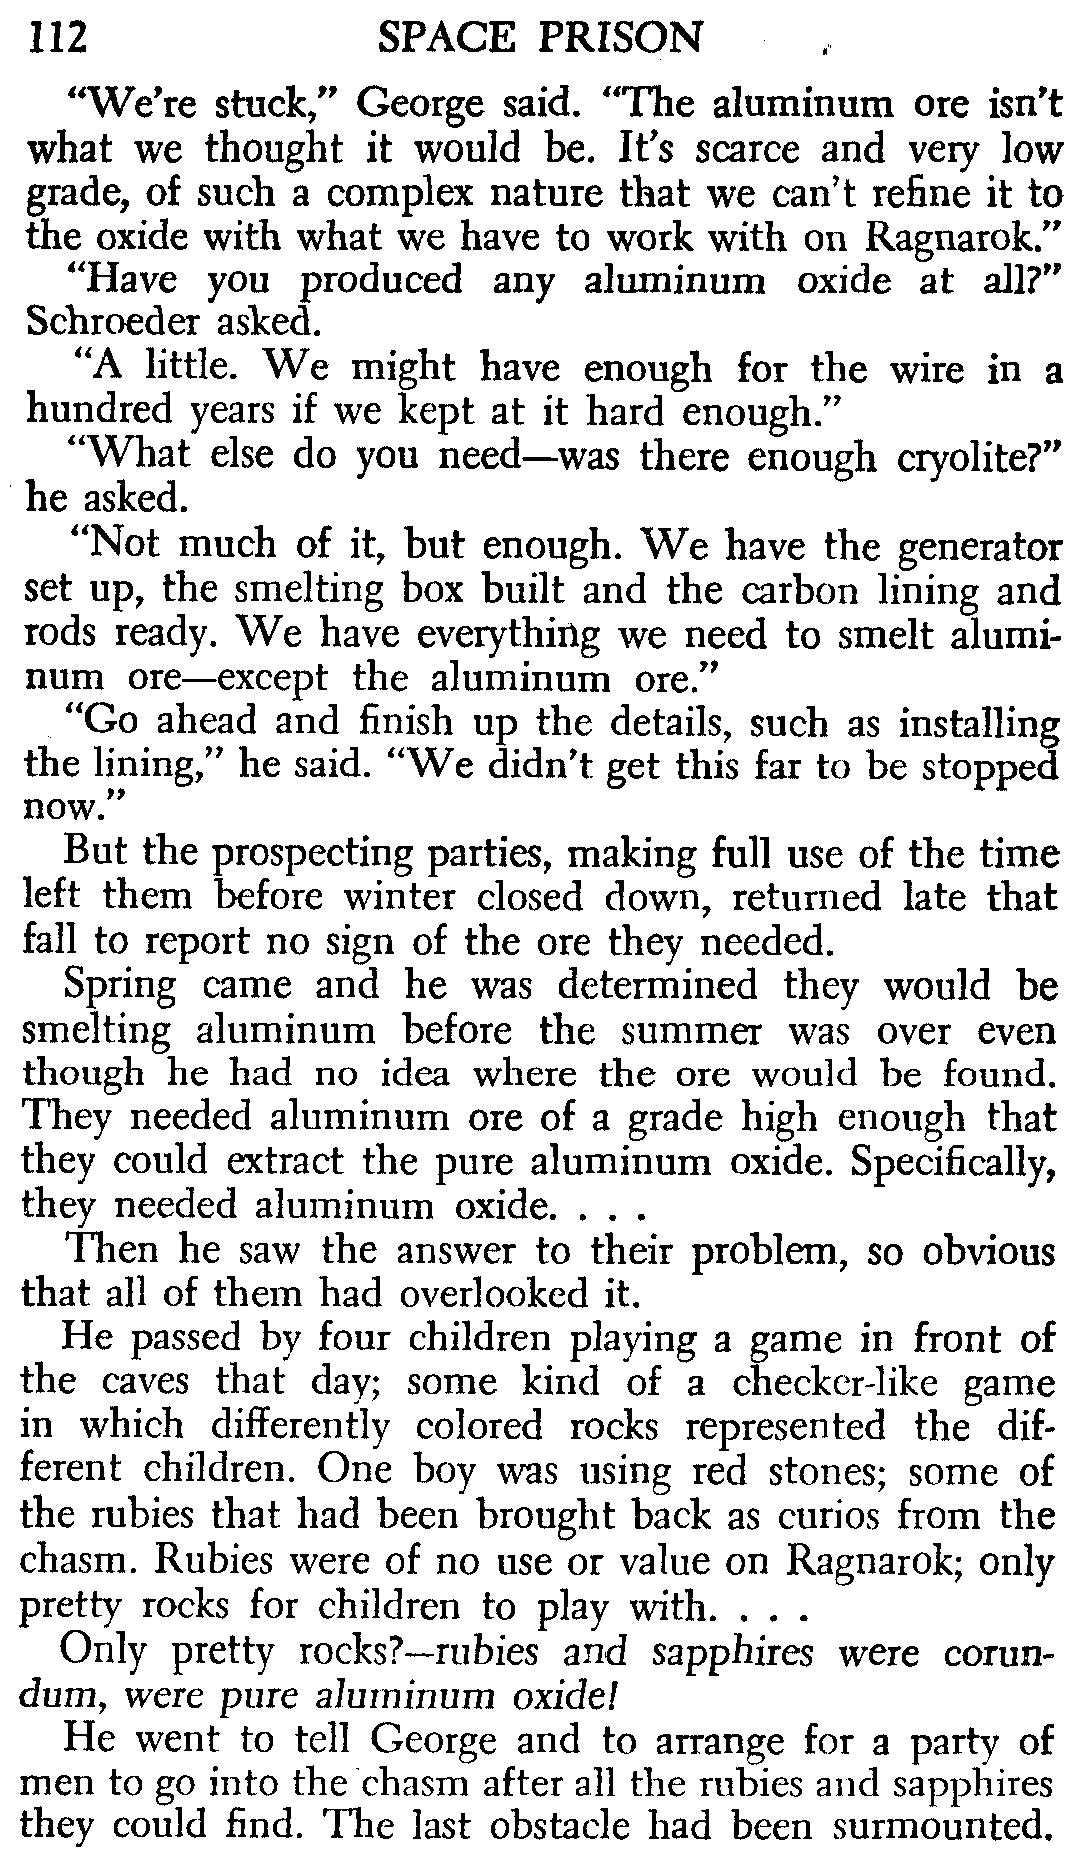 112 SPACE PRISON
“We’re stuck,” George said. “The aluminum ore isn’t
what we thought it would be. It’s scarce and very low
grade, of such a complex nature that we can’t refine it to
the oxide with what we have to work with on Ragnarok.”
“Have you produced any aluminum oxide at all?”
Schroeder asked.
“A little. We might have enough for the wire in a
hundred years if we kept at it hard enough.”
“What else do you need—was there enough cryolite?”
he asked.
“Not much of it, but enough. We have the generator
set up, the smelting box built and the carbon lining and
rods ready. We have everything we need to smelt alumi-
num ore—except the aluminum ore.”
“Go ahead and finish up the details, such as installing
the lining,” he said. “We didn’t get this far to be stopped
now.”
But the prospecting parties, making full use of the time
left them before winter closed down, returned late that
fall to report no sign of the ore they needed.
Spring came and he was determined they would be
smelting aluminum before the summer was over even
though he had no idea where the ore would be found.
They needed aluminum ore of a grade high enough that
they could extract the pure aluminum oxide. Specifically,
they needed aluminum oxide. . . .
Then he saw the answer to their problem, so obvious
that all of them had overlooked it.
He passed by four children playing a game in front of
the caves that day; some kind of a checker-like game
in which differently colored rocks represented the dif-
ferent children. One boy was using red stones; some of
the rubies that had been brought back as curios from the
chasm. Rubies were of no use or value on Ragnarok; only
pretty rocks for children to play with. . . .
Only pretty rocks?—rubies and sapphires were corun-
dum, were pure aluminum oxide!
He went to tell George and to arrange for a party of
men to go into the chasm after all the rubies and sapphires
they could find. The last obstacle had been surmounted.